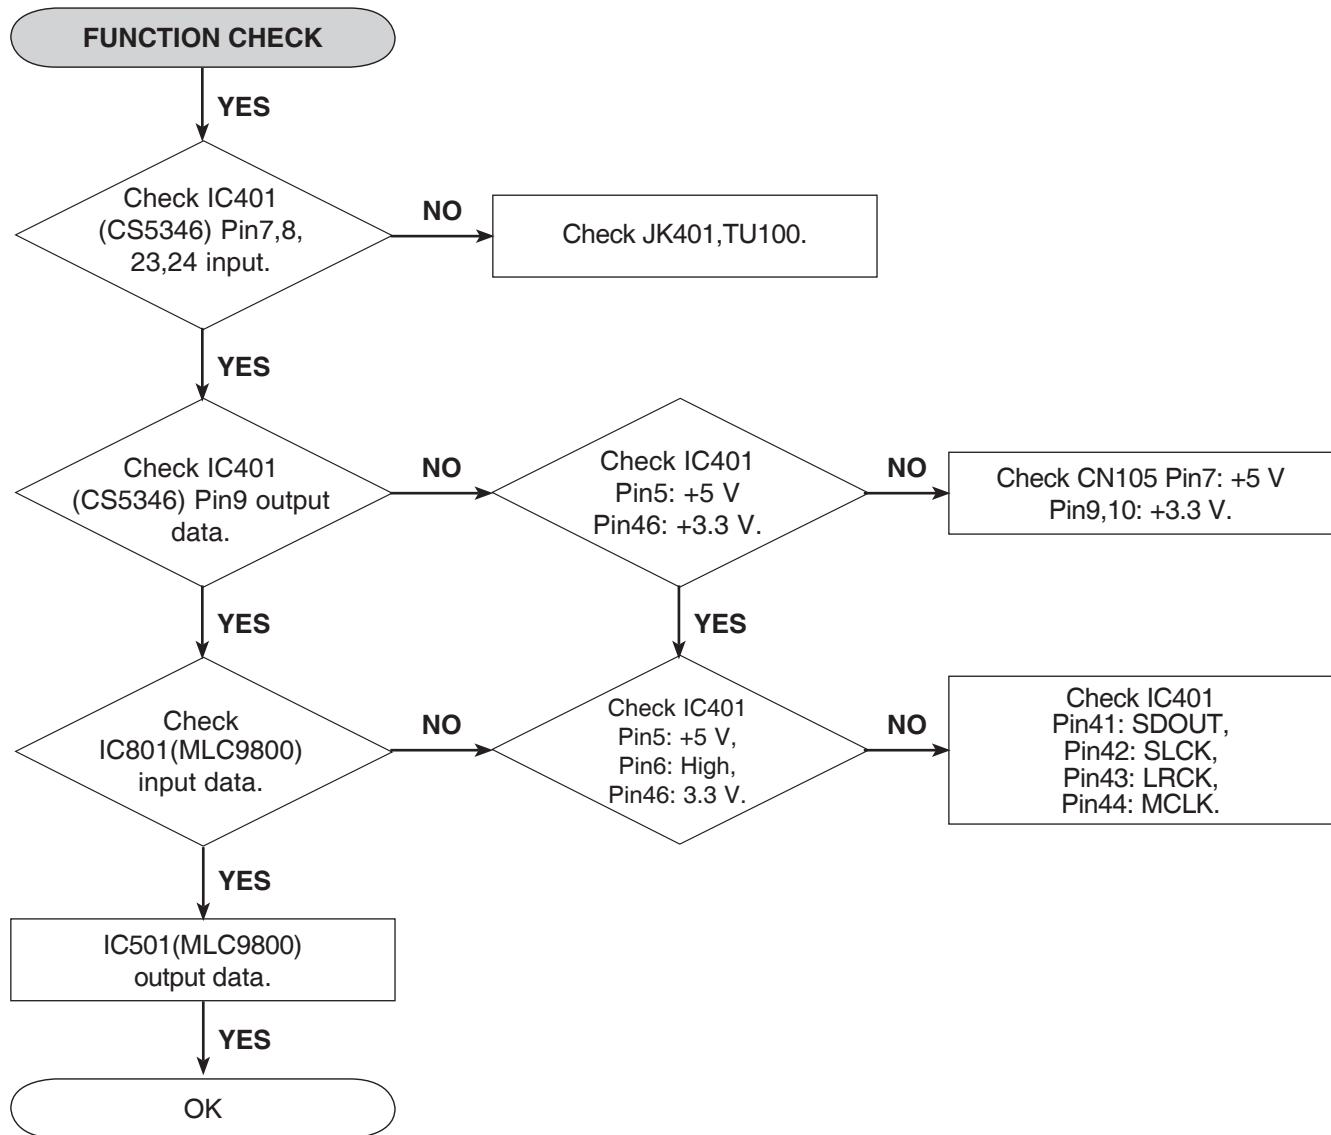 FUNCTION CHECK
YES
Check IC401
(CS5346) Pin7,8,
23,24 input.
NO
Check JK401,TU100.
YES
Check IC401
(CS5346) Pin9 output
data.
NO
Check IC401
Pin5: +5 V
Pin46: +3.3 V.
NO
Check CN105 Pin7: +5 V
Pin9,10: +3.3 V.
YES
YES
Check
IC801(MLC9800)
input data.
NO
Check IC401
Pin5: +5 V,
Pin6: High,
Pin46: 3.3 V.
NO
Check IC401
Pin41: SDOUT,
Pin42: SLCK,
Pin43: LRCK,
Pin44: MCLK.
YES
IC501(MLC9800)
output data.
YES
OK